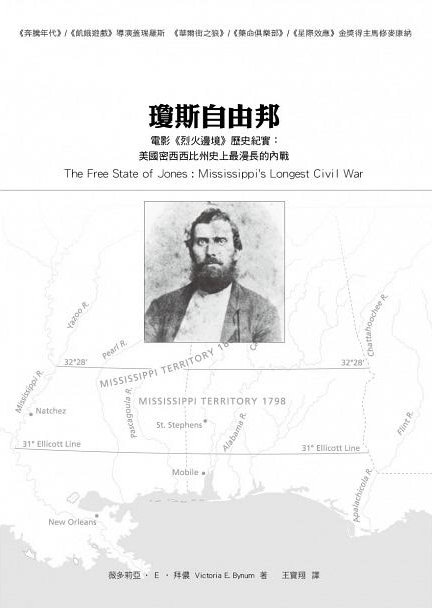 《奔騰年代》/《飢餓遊戲》導演蓋瑞羅斯 《華爾街之狼》/《藥命俱樂部》/《星際效應》金獎得主馬修麥康納
瓊斯自由邦
電影《烈火邊境》歷史紀實：
美國密西西比州史上最漫長的內戰
The Free State of Jones : Mississippi's Longest Civil War
Yazoo R.
Chattahoochee R.
Pearl R.
32°28'
32°28'
MISSISSIPPI TERRITORY
Mississippi R.
MISSISSIPPI TERRITORY 1798
Natchez
Pascagoula R.
St. Stephens
Alabama R.
Flint R.
31° Ellicott Line
31° Ellicott Line
Mobile
Apalachicola R.
New Orleans
薇多莉亞・E・拜儂 Victoria E. Bynum 著 王寶翔 譯